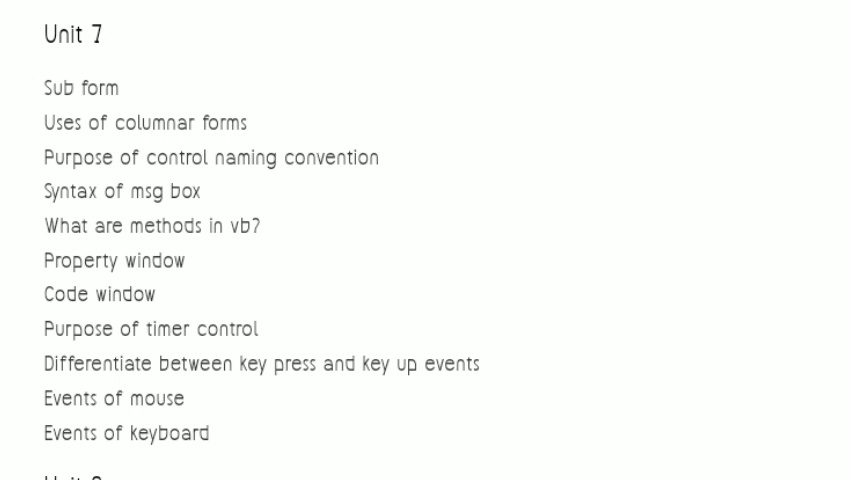 Unit 7
Sub form
Uses of columnar forms
Purpose of control naming convention
Syntax of msg box
What are methods in vb?
Property window
Code window
Purpose of timer control
Differentiate between key press and key up events
Events of mouse
Events of keyboard